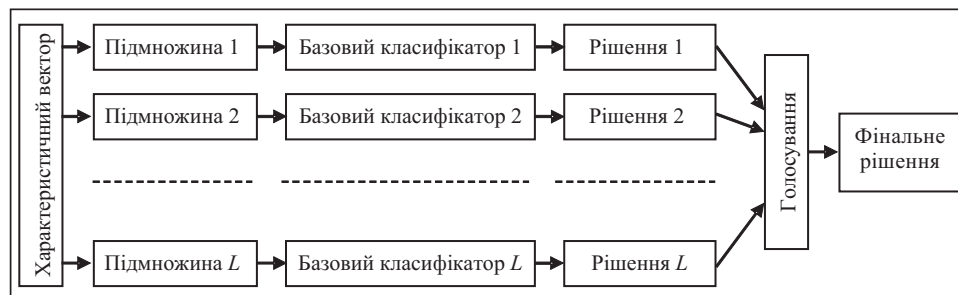 Характеристичний вектор
Підмножина 1
Базовий класифікатор 1
Рішення 1
Підмножина 2
Базовий класифікатор 2
Рішення 2
Підмножина L
Базовий класифікатор L
Рішення L
Голосування
Фінальне
рішення